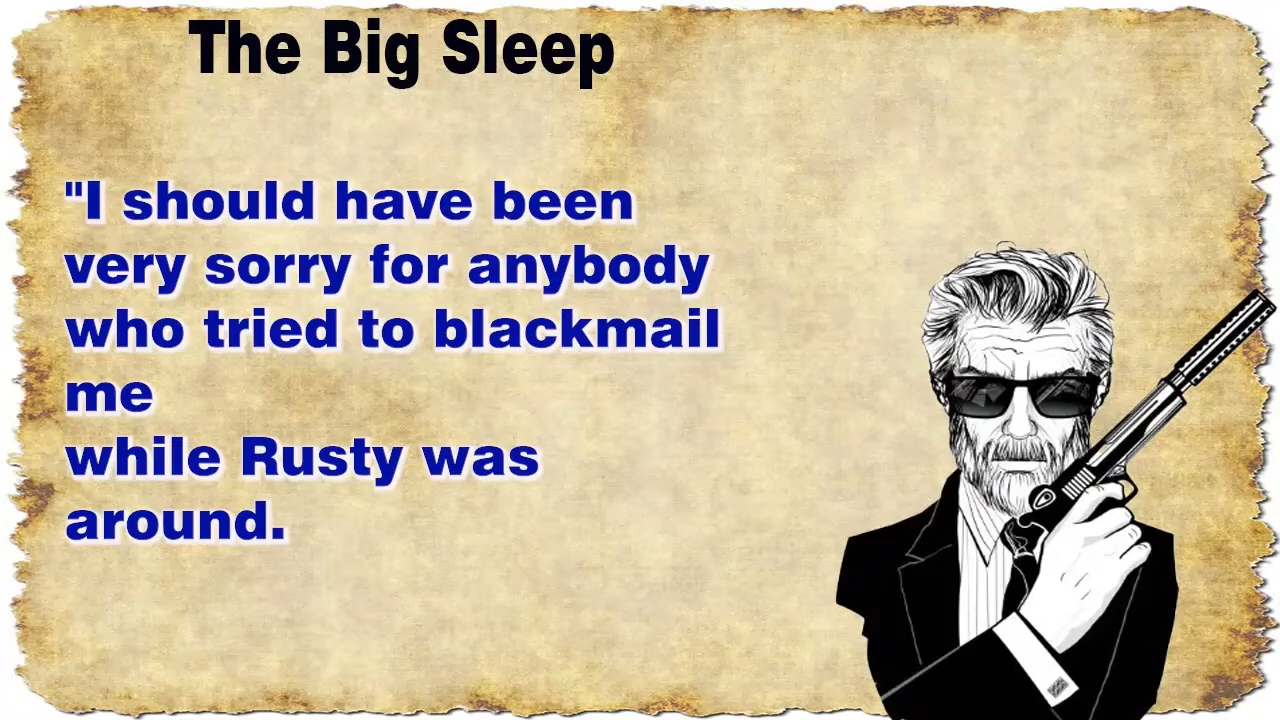 The Big Sleep
"I should have been
very sorry for anybody
who tried to blackmail
me
while Rusty was
around.